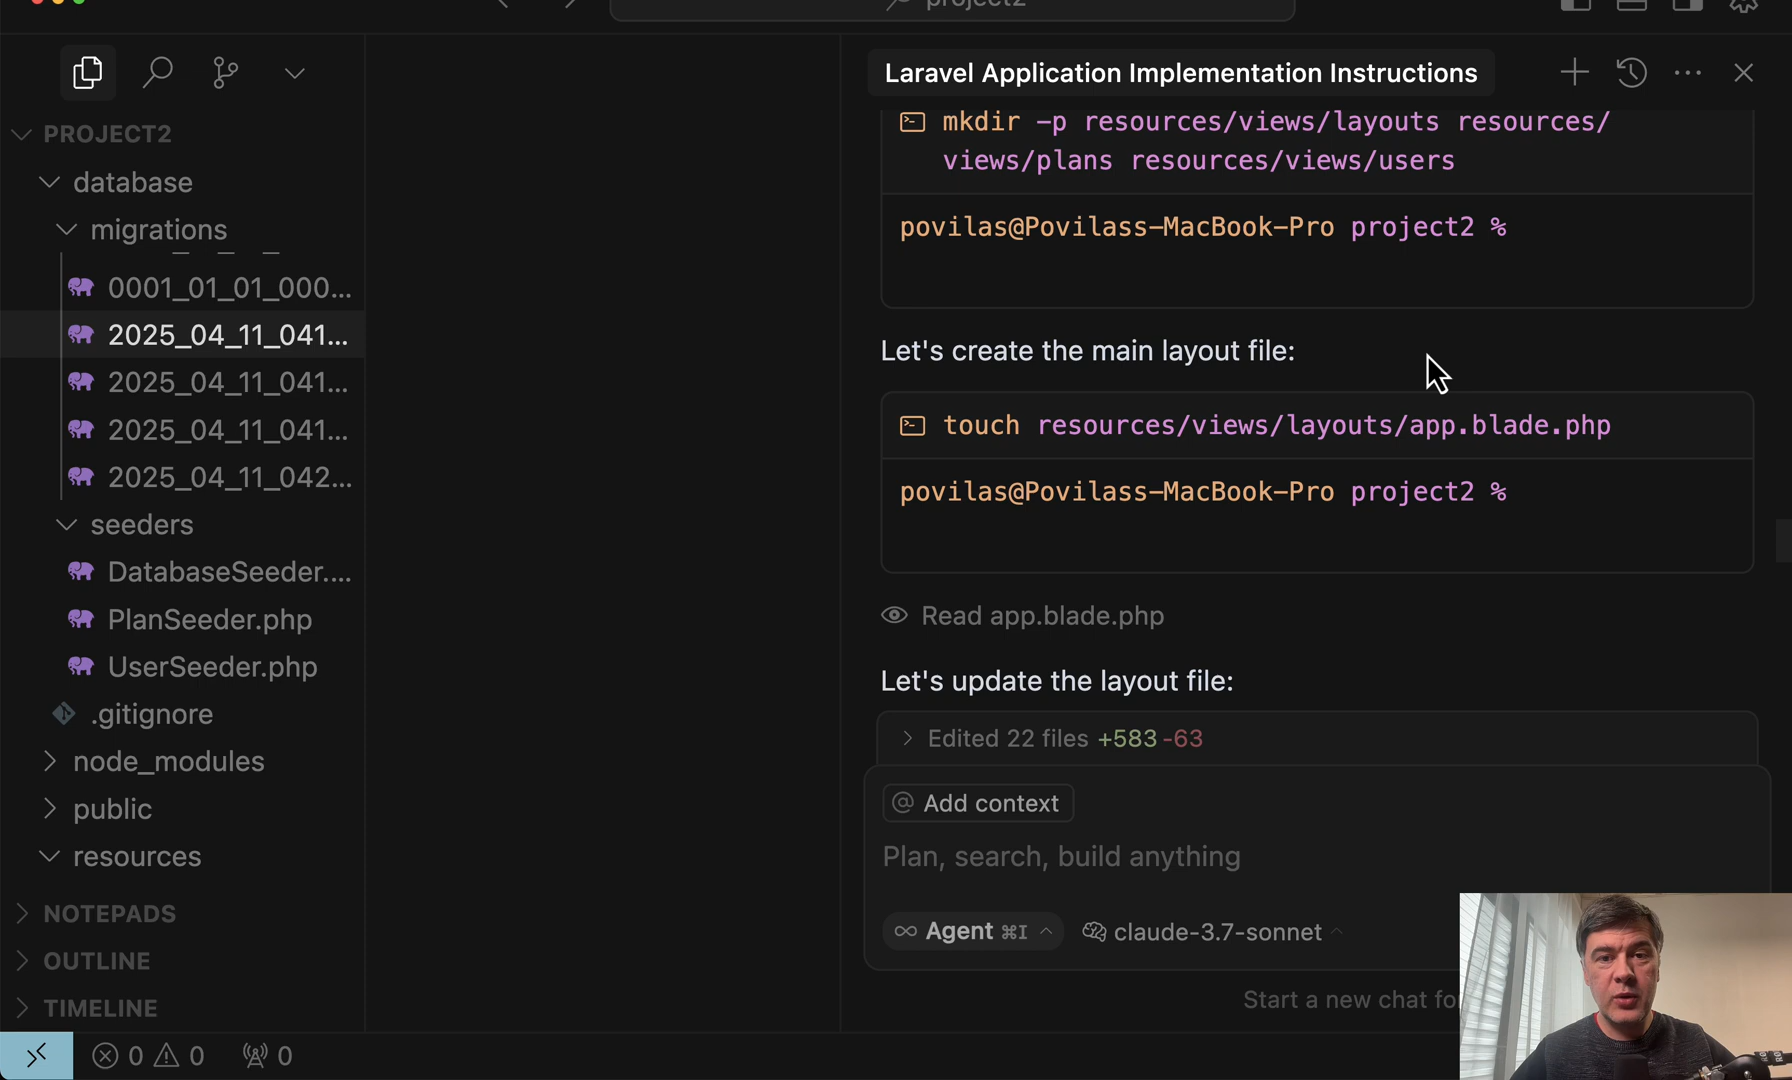 project2
Laravel Application Implementation Instructions
PROJECT2
database
migrations
0001_01_01_000...
2025_04_11_041...
2025_04_11_041...
2025_04_11_041...
2025_04_11_042...
seeders
DatabaseSeeder....
PlanSeeder.php
UserSeeder.php
.gitignore
node_modules
public
resources
NOTEPADS
OUTLINE
TIMELINE
0 0 0
mkdir -p resources/views/layouts resources/
views/plans resources/views/users
povilas@Povilass-MacBook-Pro project2 %
Let's create the main layout file:
touch resources/views/layouts/app.blade.php
povilas@Povilass-MacBook-Pro project2 %
Read app.blade.php
Let's update the layout file:
Edited 22 files +583 -63
@ Add context
Plan, search, build anything
Agent ⌘I claude-3.7-sonnet
Start a new chat